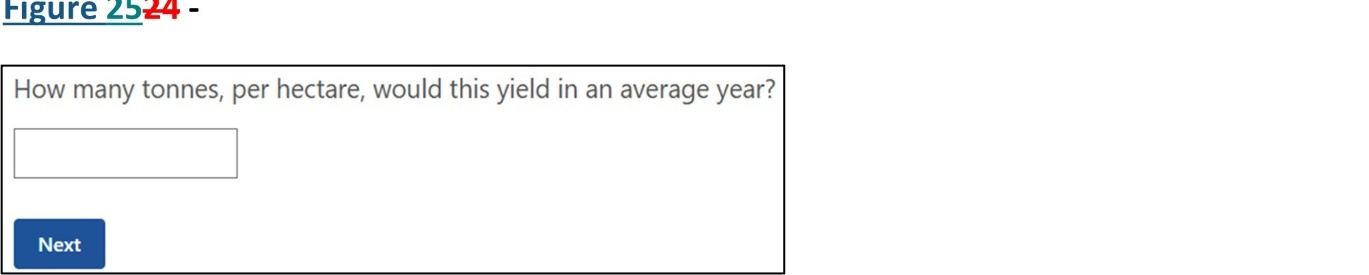 Figure 2524 -
How many tonnes, per hectare, would this yield in an average year?
Next